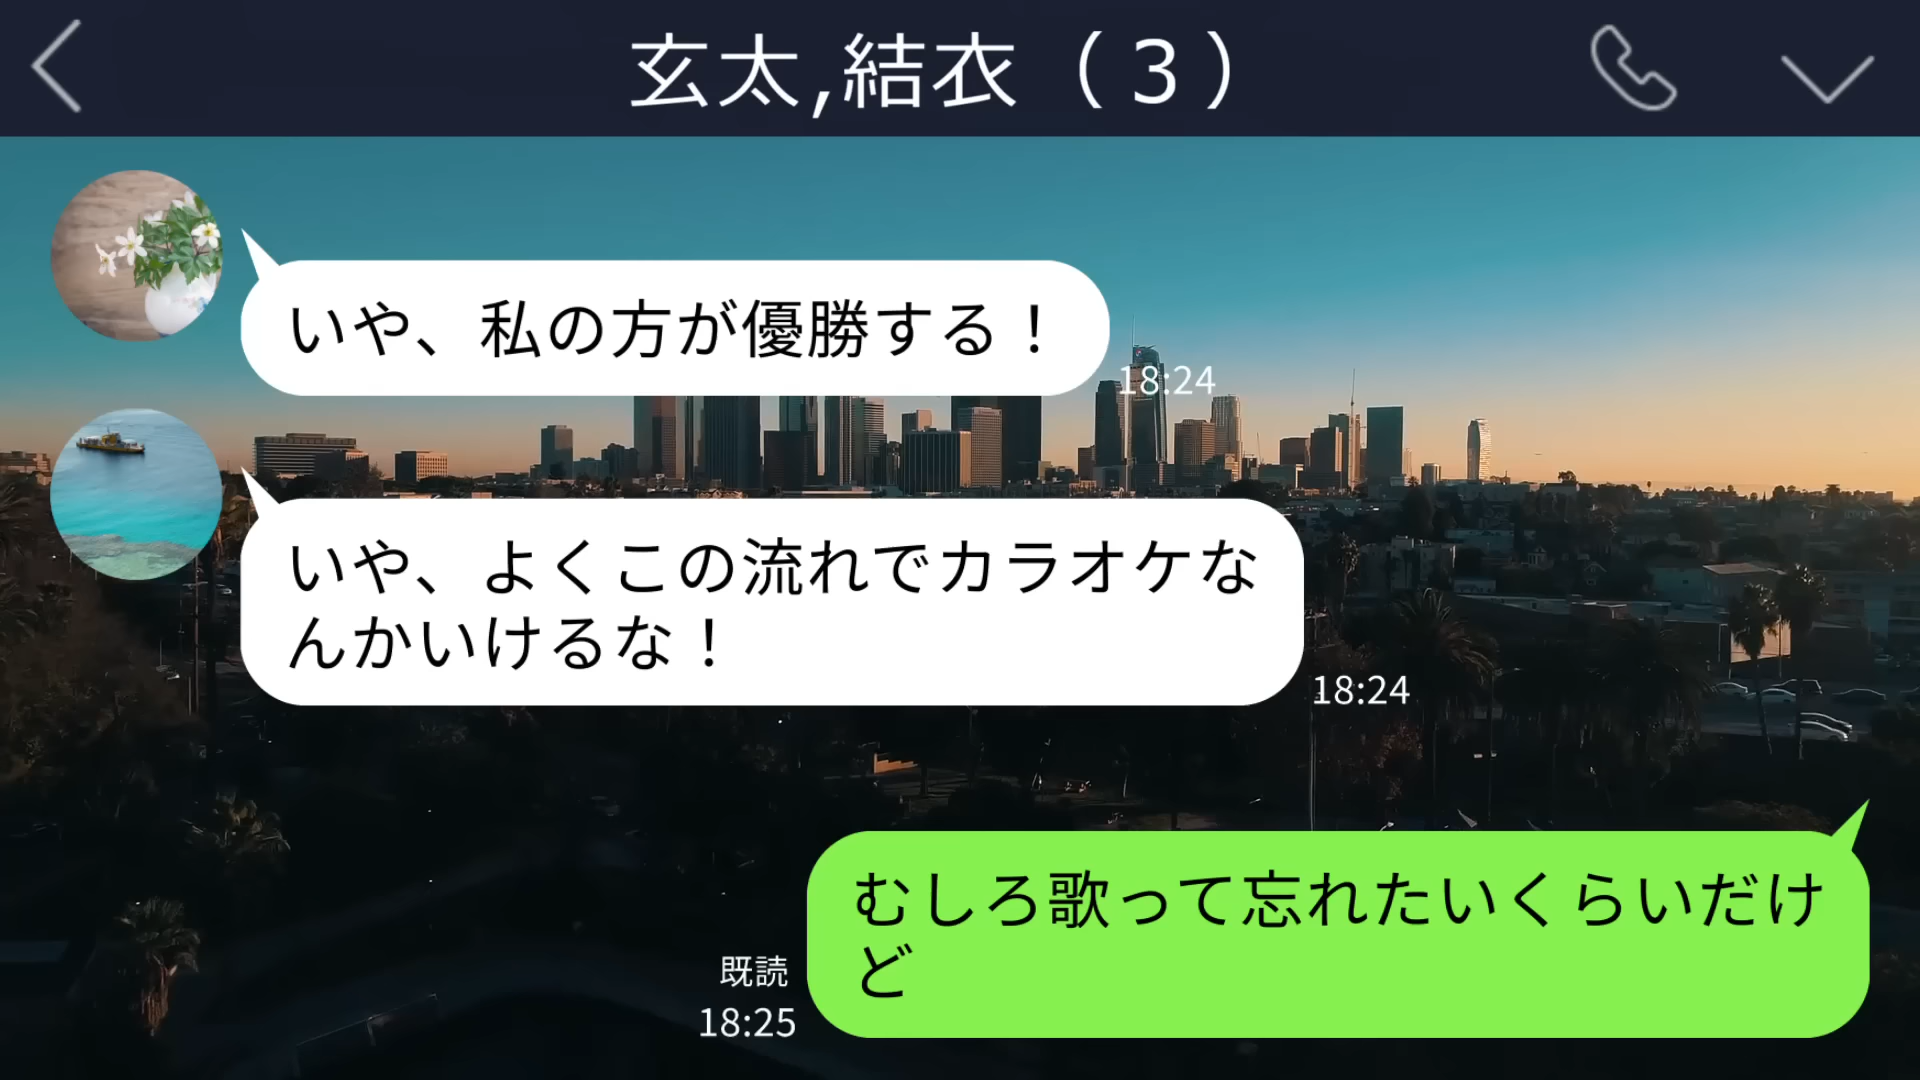 玄太,結衣（３）
いや、私の方が優勝する！
18:24
いや、よくこの流れでカラオケな
んかいけるな！
18:24
むしろ歌って忘れたいくらいだけ
ど
既読
18:25